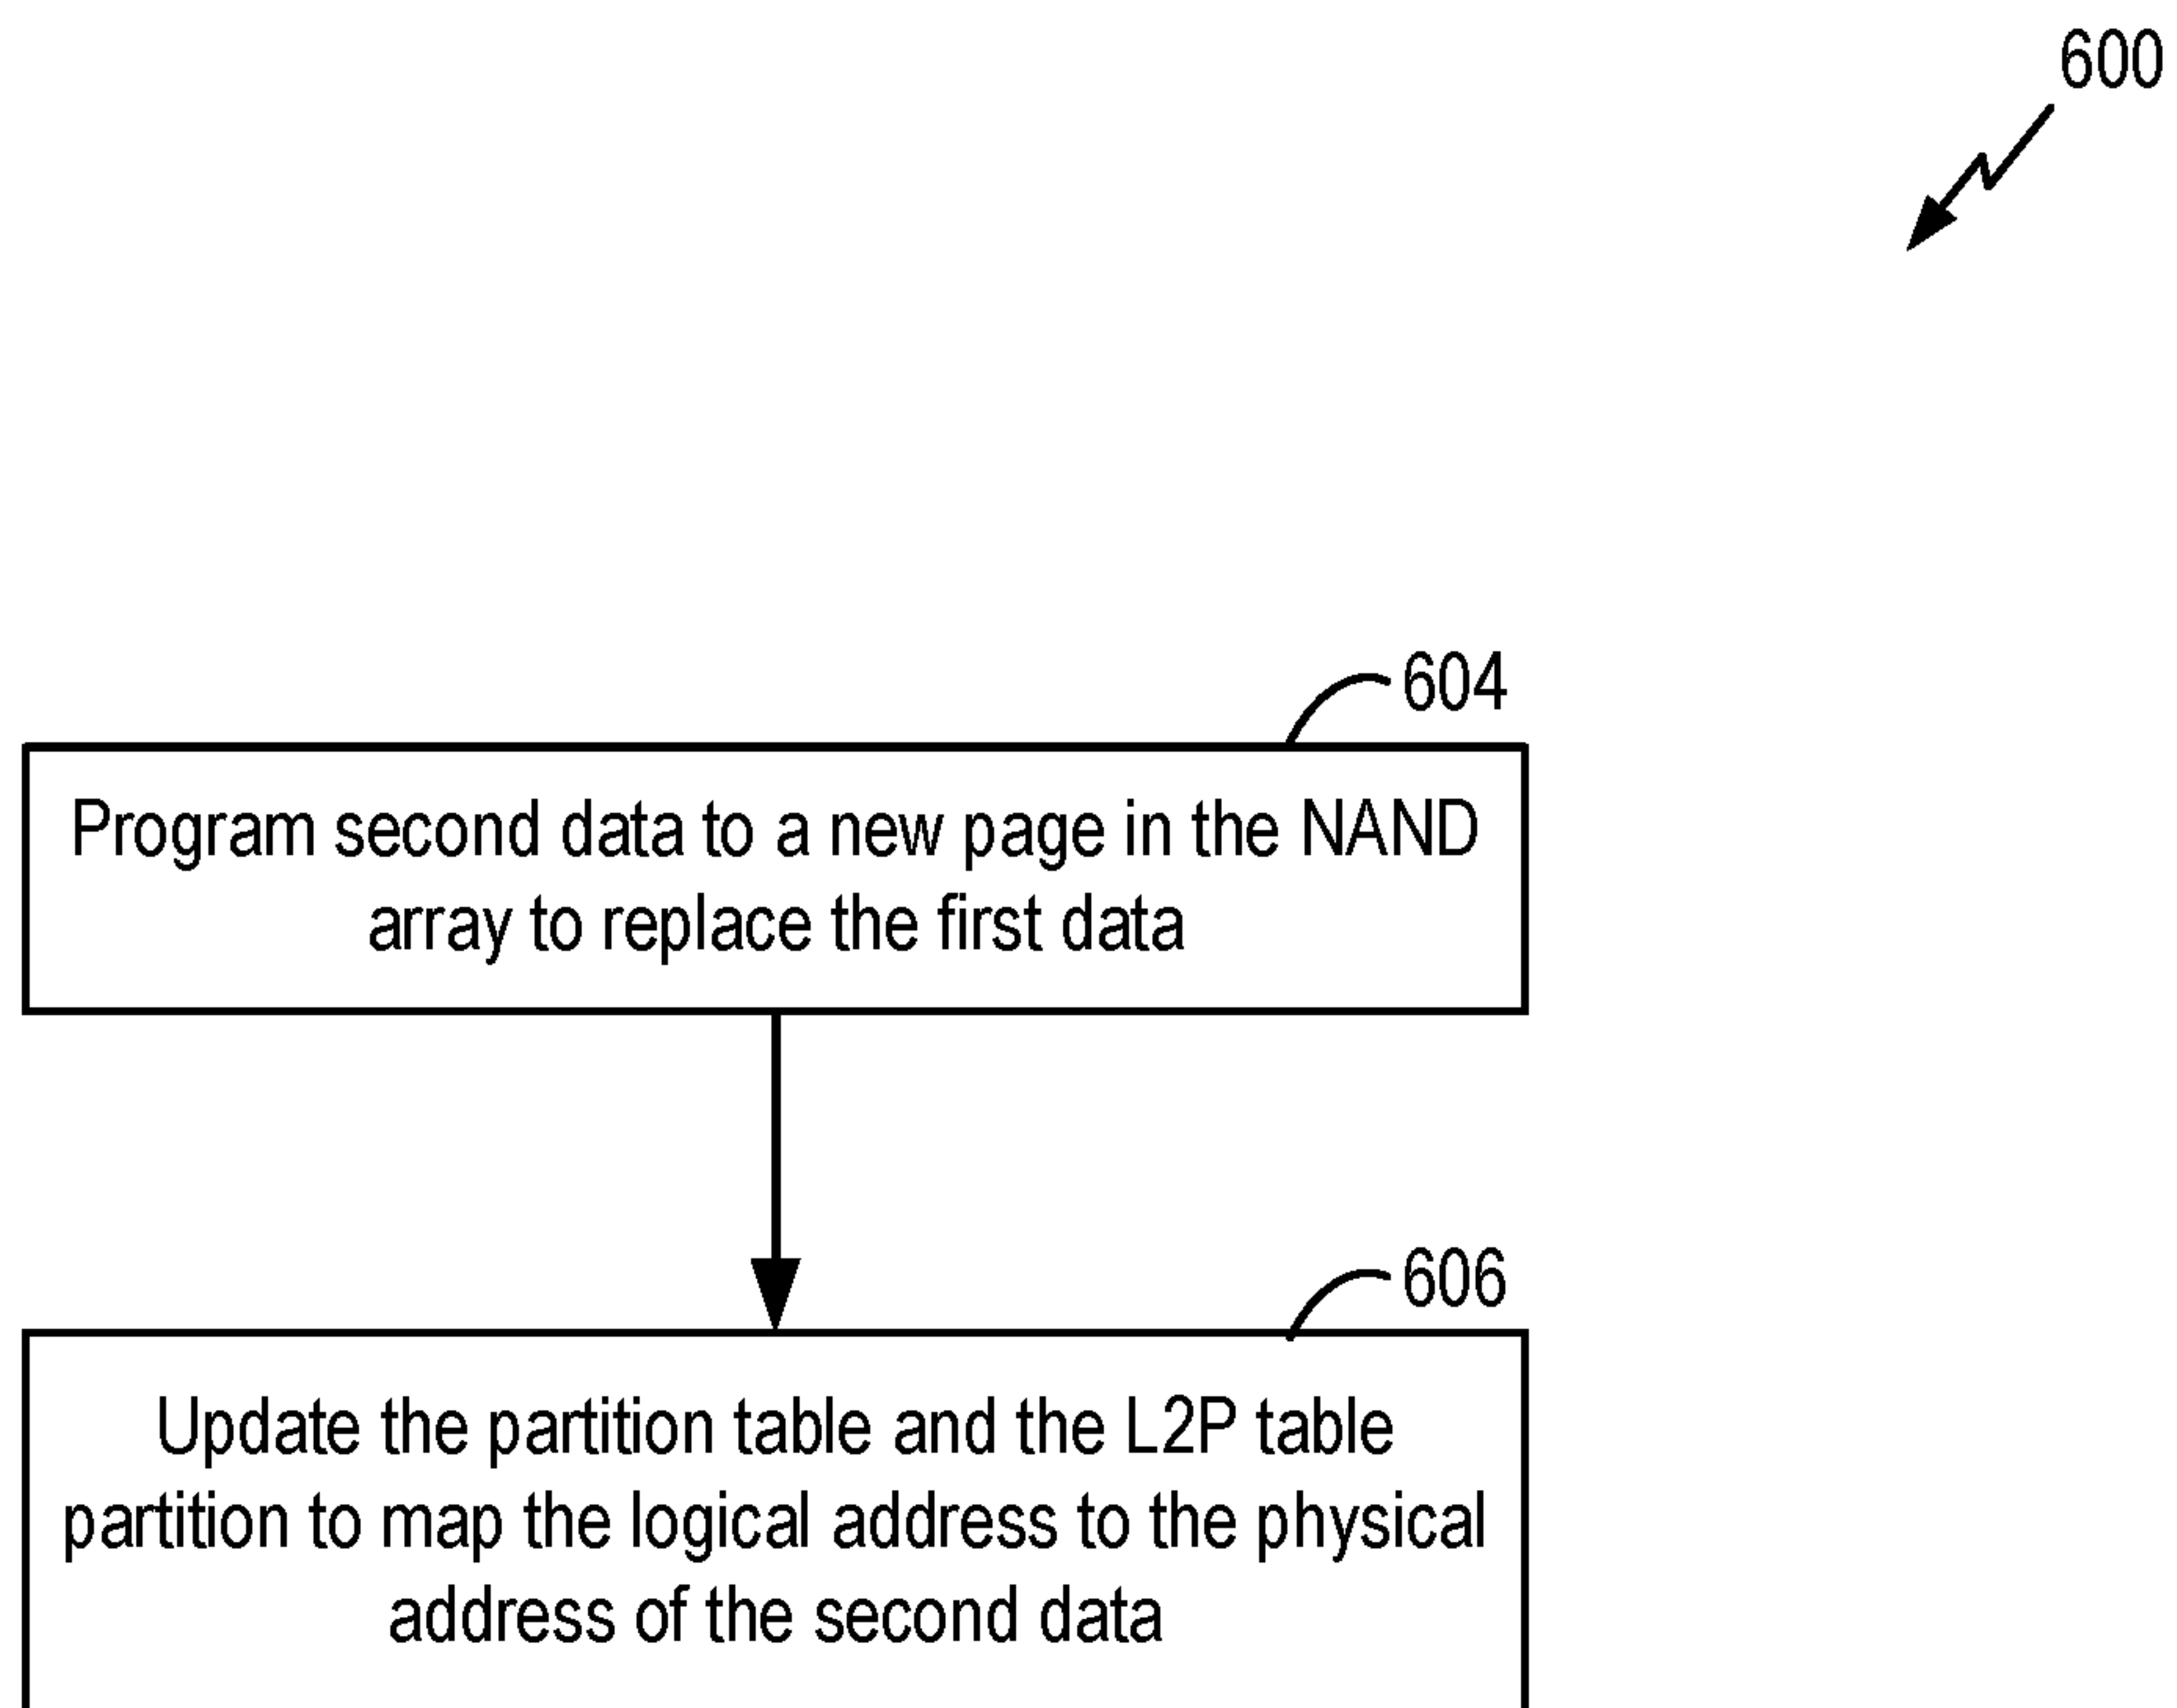 600
604
Program second data to a new page in the NAND
array to replace the first data
606
Update the partition table and the L2P table
partition to map the logical address to the physical
address of the second data